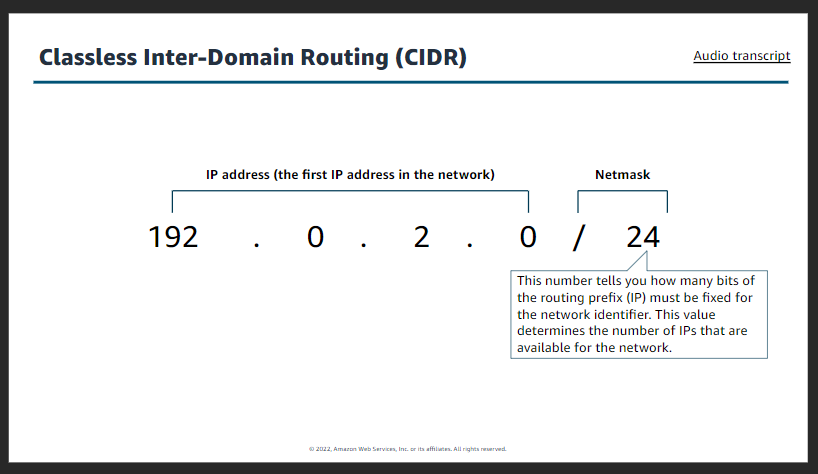 Classless Inter-Domain Routing (CIDR)
Audio transcript
IP address (the first IP address in the network)
Netmask
192 . 0 . 2 . 0 / 24
This number tells you how many bits of
the routing prefix (IP) must be fixed for
the network identifier. This value
determines the number of IPs that are
available for the network.
© 2022, Amazon Web Services, Inc. or its affiliates. All rights reserved.